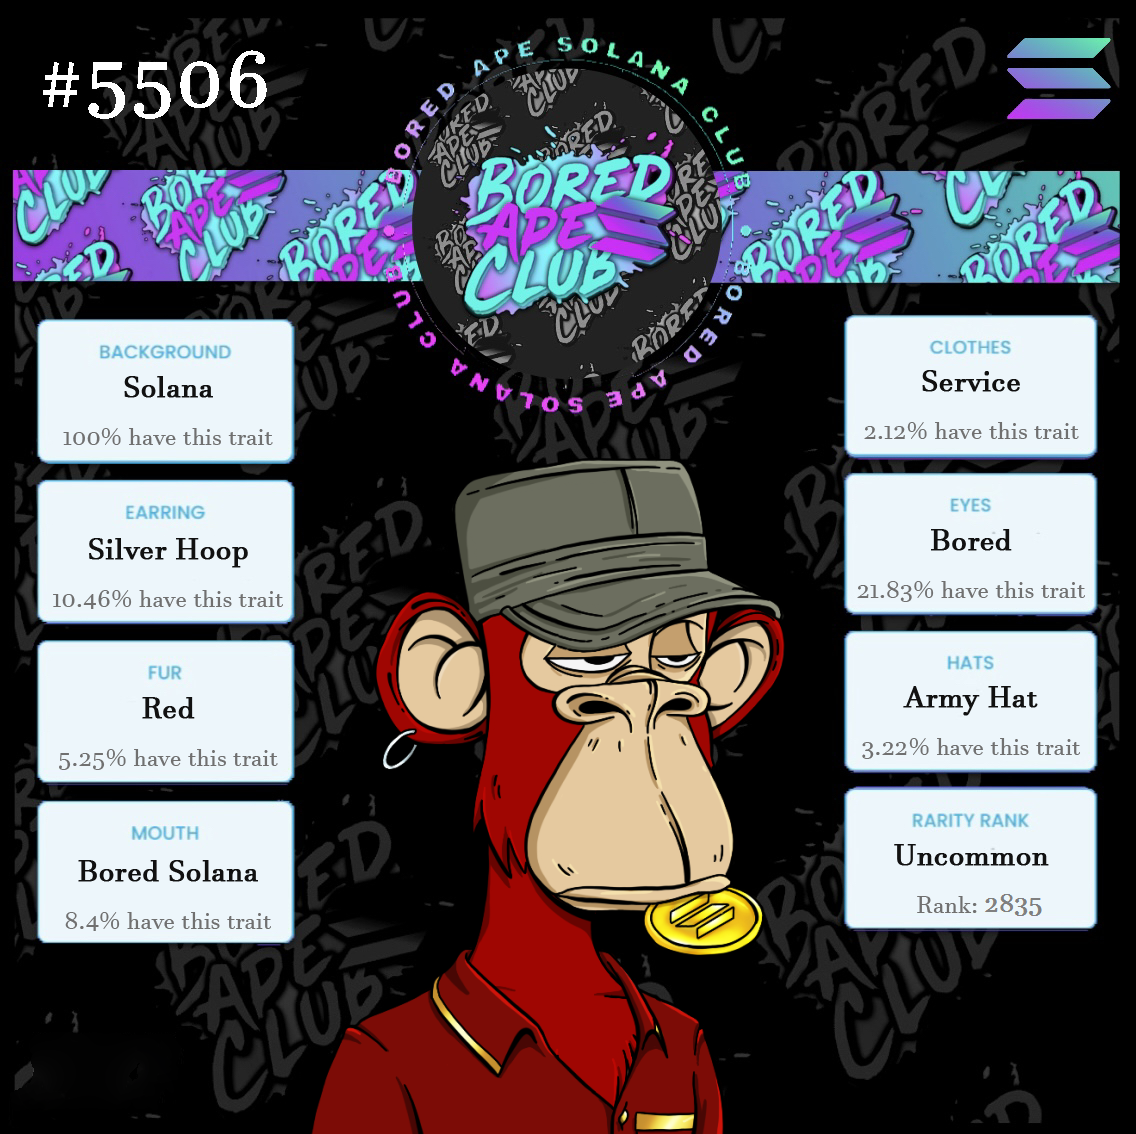 #5506
BORED APE SOLANA CLUB
BORED APE SOLANA CLUB
BORED
APE
CLUB
BACKGROUND
Solana
100% have this trait
EARRING
Silver Hoop
10.46% have this trait
FUR
Red
5.25% have this trait
MOUTH
Bored Solana
8.4% have this trait
CLOTHES
Service
2.12% have this trait
EYES
Bored
21.83% have this trait
HATS
Army Hat
3.22% have this trait
RARITY RANK
Uncommon
Rank: 2835